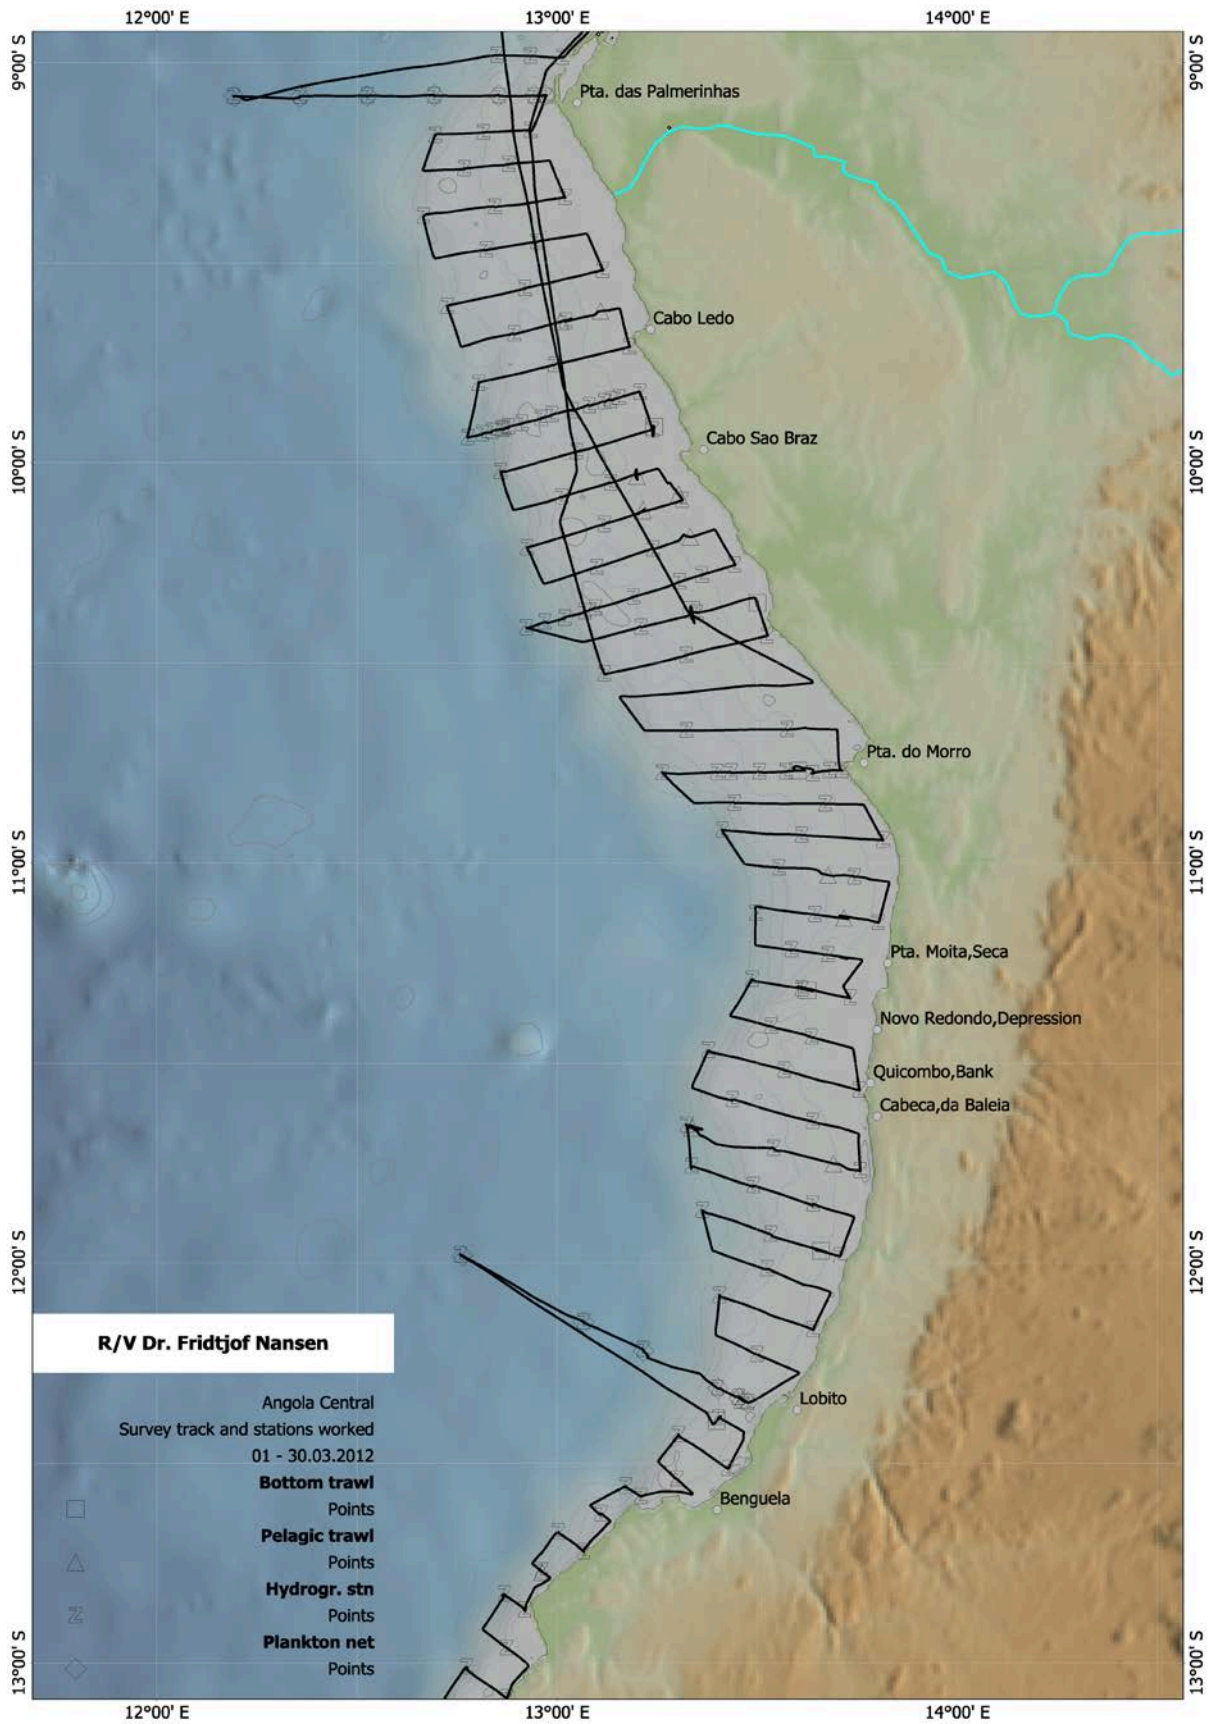 12°00' E
13°00' E
14°00' E
9°00' S
9°00' S
Pta. das Palmerinhas
Cabo Ledo
Cabo Sao Braz
10°00' S
10°00' S
Pta. do Morro
11°00' S
11°00' S
Pta. Moita,Seca
Novo Redondo,Depression
Quicombo,Bank
Cabeca,da Baleia
12°00' S
12°00' S
R/V Dr. Fridtjof Nansen
Angola Central
Lobito
Survey track and stations worked
01 - 30.03.2012
Bottom trawl
Benguela
Points
Pelagic trawl
Points
Hydrogr. stn
Z Points
Plankton net
Points
13°00' S
13°00' S
12°00' E
13°00' E
14°00' E